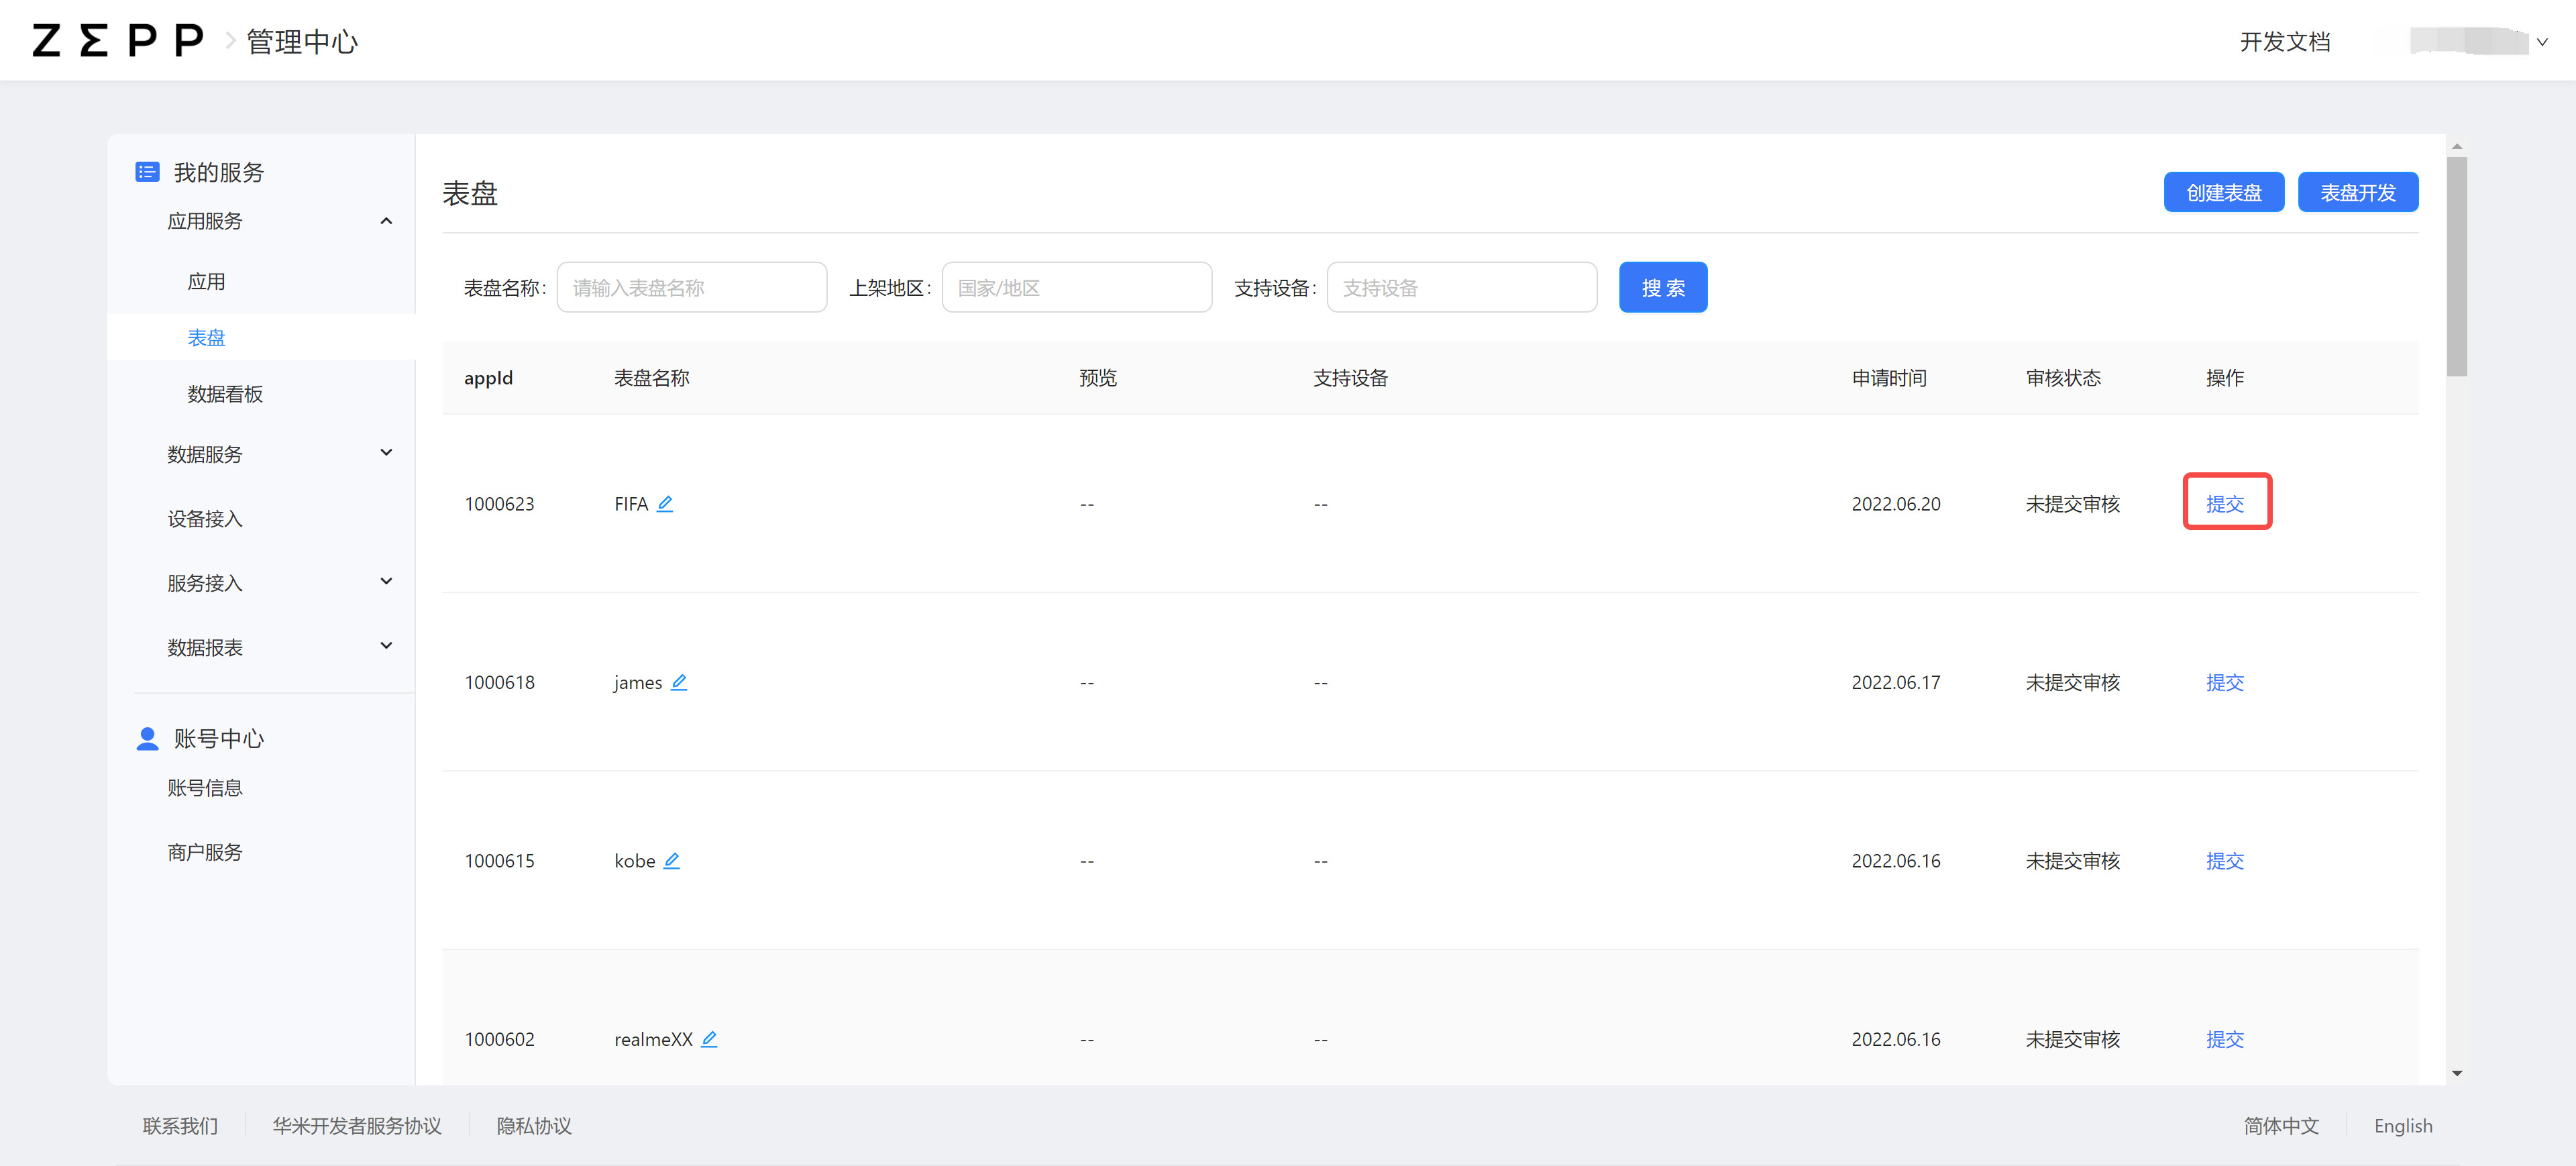 ZEPP > 管理中心 开发文档
我的服务
应用服务
应用
表盘
数据看板
数据服务
设备接入
服务接入
数据报表
账号中心
账号信息
商户服务
表盘 创建表盘 表盘开发
表盘名称: 请输入表盘名称 上架地区: 国家/地区 支持设备: 支持设备 搜 索
appId 表盘名称 预览 支持设备 申请时间 审核状态 操作
1000623 FIFA -- -- 2022.06.20 未提交审核 提交
1000618 james -- -- 2022.06.17 未提交审核 提交
1000615 kobe -- -- 2022.06.16 未提交审核 提交
1000602 realmeXX -- -- 2022.06.16 未提交审核 提交
联系我们 华米开发者服务协议 隐私协议 简体中文 English